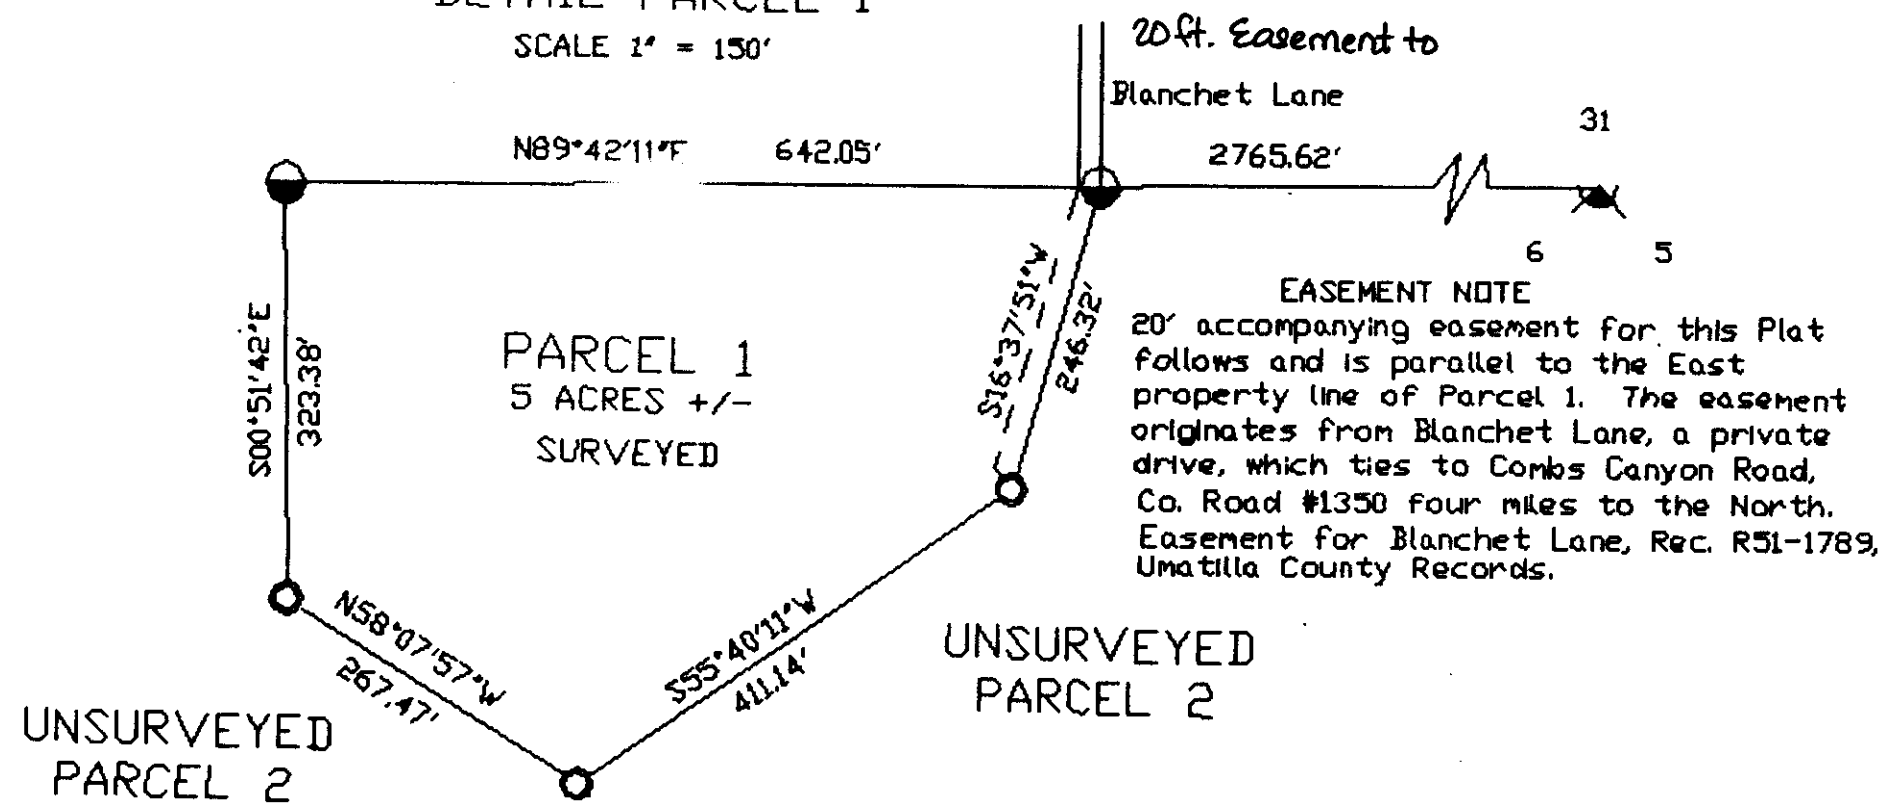 DETAIL PARCEL 1
SCALE 1" = 150'
20 ft. Easement to
Blanchet Lane
31
N89°42'11"E 642.05'
2765.62'
6 5
S00°51'42"E
323.38'
PARCEL 1
5 ACRES +/-
SURVEYED
S16°37'51"W
246.32'
EASEMENT NOTE
20' accompanying easement for this Plat
follows and is parallel to the East
property line of Parcel 1. The easement
originates from Blanchet Lane, a private
drive, which ties to Combs Canyon Road,
Co. Road #1350 four miles to the North.
Easement for Blanchet Lane, Rec. R51-1789,
Umatilla County Records.
N58°07'57"W
267.47'
S55°40'11"W
411.14'
UNSURVEYED
PARCEL 2
UNSURVEYED
PARCEL 2